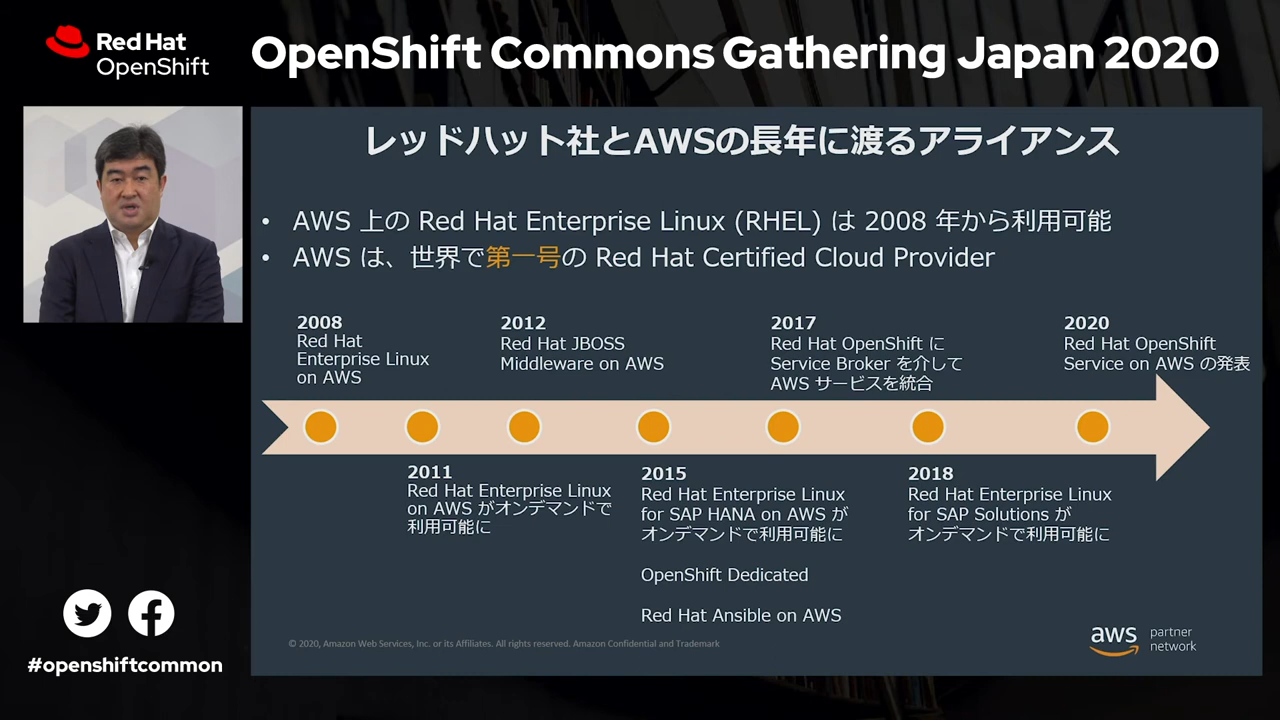 Red Hat
OpenShift
OpenShift Commons Gathering Japan 2020
レッドハット社とAWSの長年に渡るアライアンス
• AWS 上の Red Hat Enterprise Linux (RHEL) は 2008 年から利用可能
• AWS は、世界で第一号の Red Hat Certified Cloud Provider
2008
Red Hat
Enterprise Linux
on AWS
2012
Red Hat JBOSS
Middleware on AWS
2017
Red Hat OpenShift に
Service Broker を介して
AWS サービスを統合
2020
Red Hat OpenShift
Service on AWS の発表
2011
Red Hat Enterprise Linux
on AWS がオンデマンドで
利用可能に
2015
Red Hat Enterprise Linux
for SAP HANA on AWS が
オンデマンドで利用可能に
OpenShift Dedicated
Red Hat Ansible on AWS
2018
Red Hat Enterprise Linux
for SAP Solutions が
オンデマンドで利用可能に
© 2020, Amazon Web Services, Inc. or its Affiliates. All rights reserved. Amazon Confidential and Trademark
aws
partner
network
#openshiftcommon